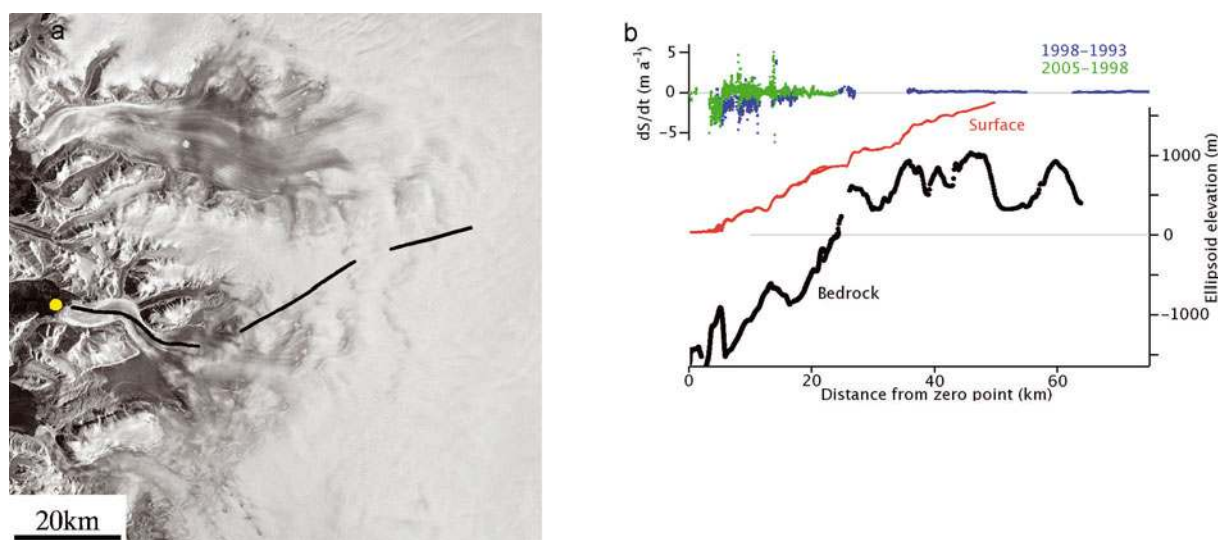 a
20km
b
1998–1993
2005–1998
dS/dt (m a⁻¹)
5
0
-5
Surface
Bedrock
1000
0
-1000
Ellipsoid elevation (m)
0
20
40
60
Distance from zero point (km)